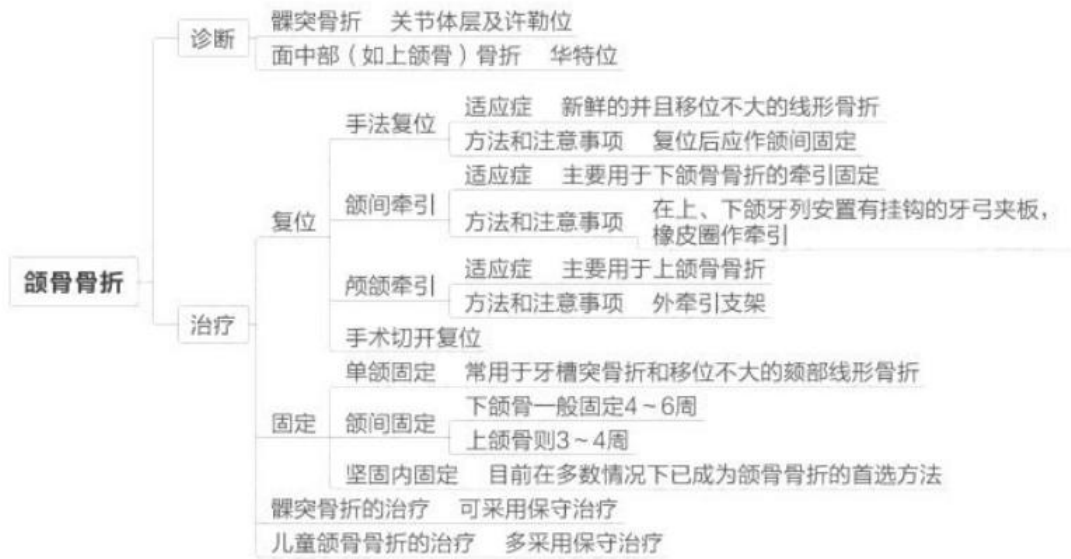 诊断
髁突骨折 关节体层及许勒位
面中部（如上颌骨）骨折 华特位
手法复位
适应症 新鲜的并且移位不大的线形骨折
方法和注意事项 复位后应作颌间固定
复位
颌间牵引
适应症 主要用于下颌骨骨折的牵引固定
方法和注意事项
在上、下颌牙列安置有挂钩的牙弓夹板，
橡皮圈作牵引
颌骨骨折
颅颌牵引
适应症 主要用于上颌骨骨折
方法和注意事项 外牵引支架
治疗
手术切开复位
单颌固定 常用于牙槽突骨折和移位不大的颏部线形骨折
固定
颌间固定
下颌骨一般固定4～6周
上颌骨则3～4周
坚固内固定 目前在多数情况下已成为颌骨骨折的首选方法
髁突骨折的治疗 可采用保守治疗
儿童颌骨骨折的治疗 多采用保守治疗